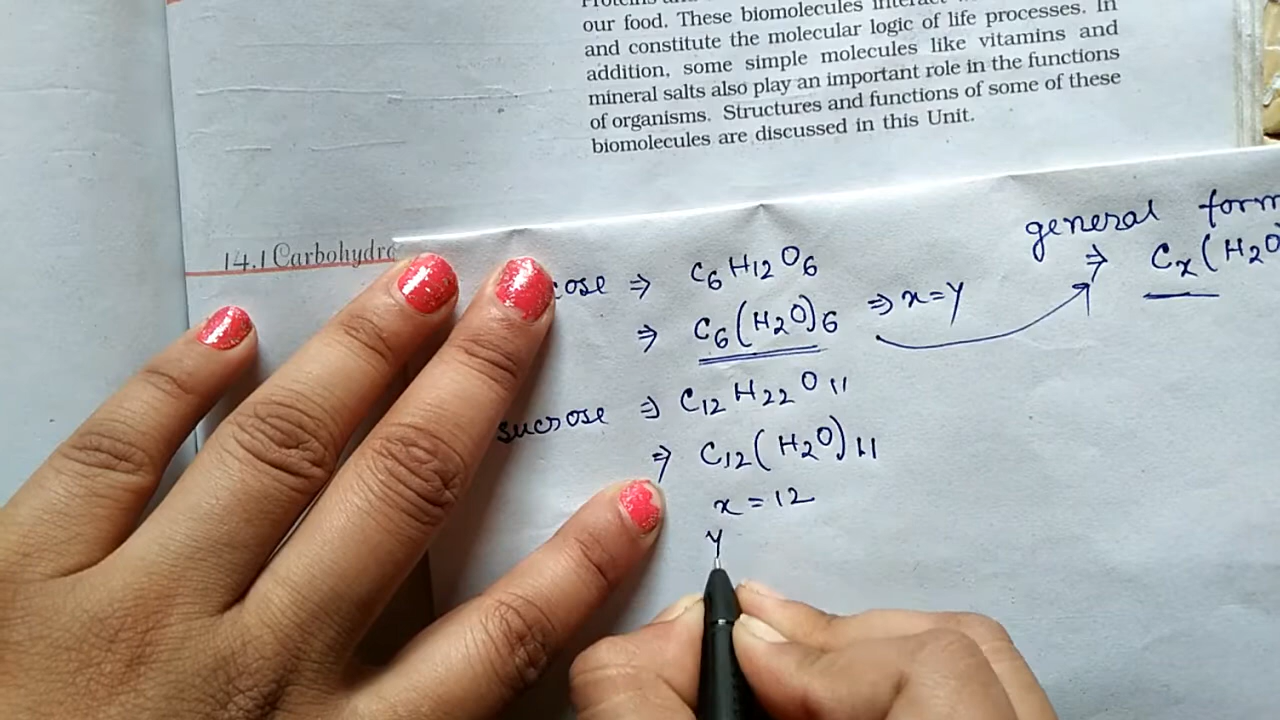 our food. These biomolecules interact
and constitute the molecular logic of life processes. In
addition, some simple molecules like vitamins and
mineral salts also play an important role in the functions
of organisms. Structures and functions of some of these
biomolecules are discussed in this Unit.
general form
14.1 Carbohydra
cose ⇒ C6H12O6
⇒ Cx(H2O
⇒ C6(H2O)6 ⇒ x=y
sucrose ⇒ C12H22O11
⇒ C12(H2O)11
x = 12
y